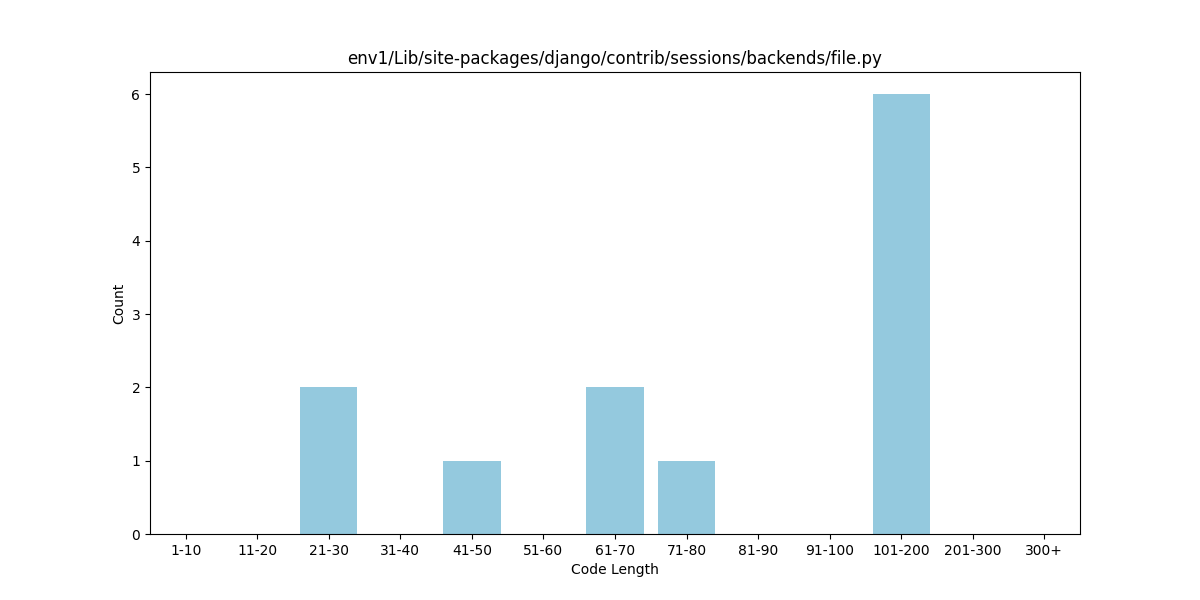 env1/Lib/site-packages/django/contrib/sessions/backends/file.py
6
5
4
3
2
1
0
Count
1-10 11-20 21-30 31-40 41-50 51-60 61-70 71-80 81-90 91-100 101-200 201-300 300+
Code Length